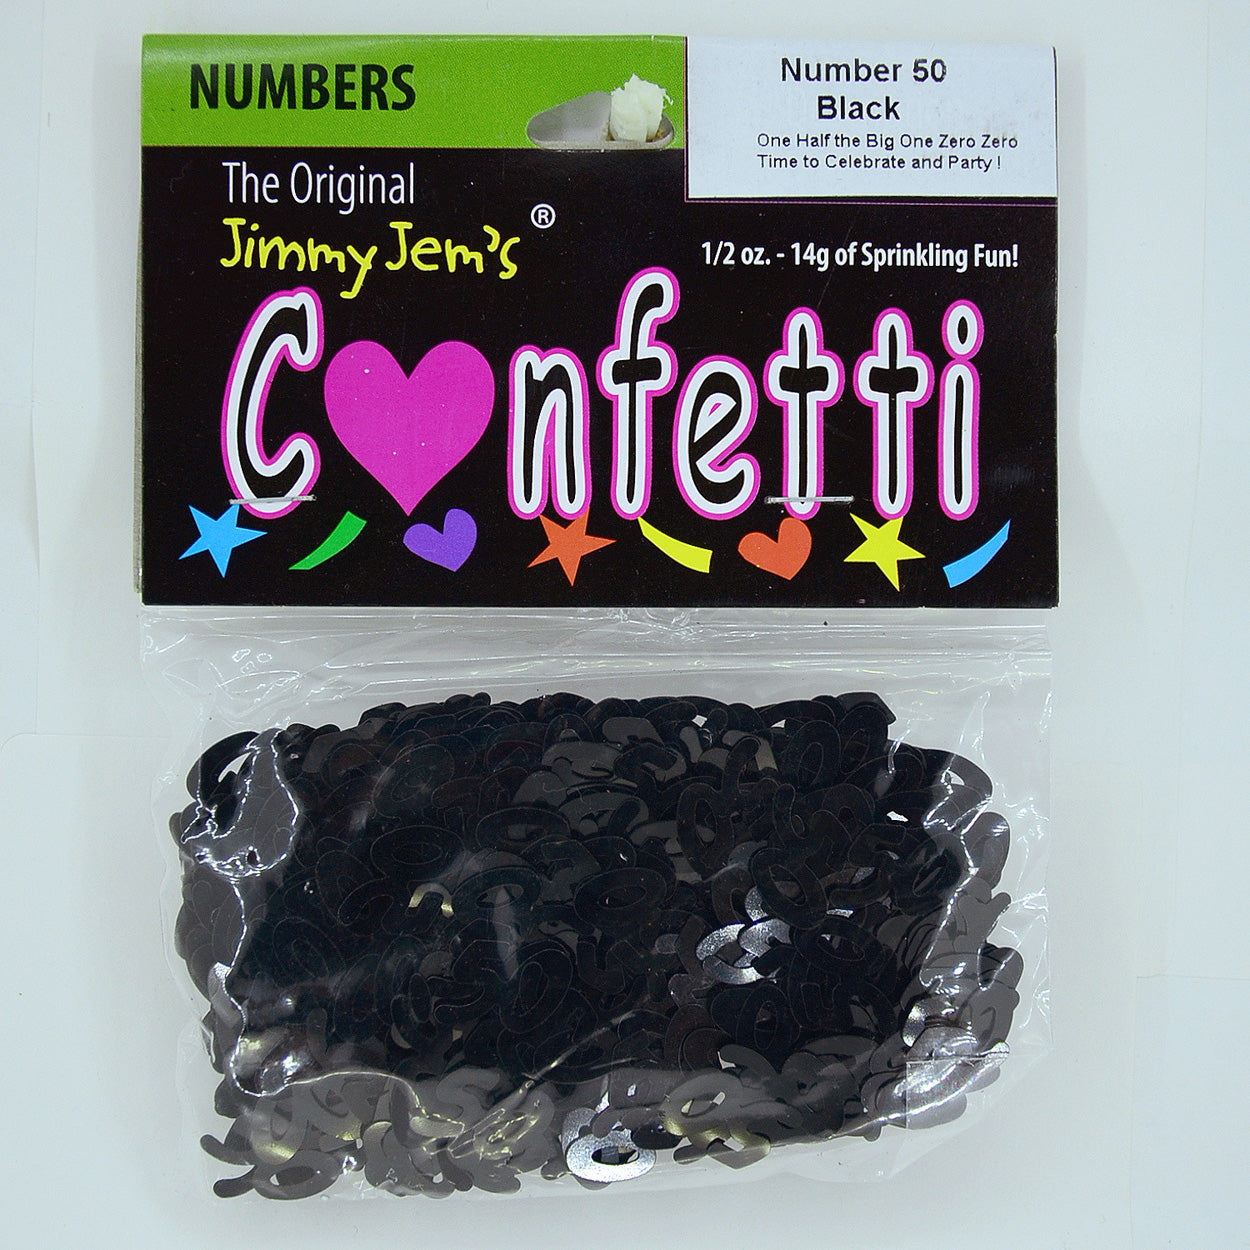 NUMBERS
Number 50
Black
One Half the Big One Zero Zero
Time to Celebrate and Party !
The Original
Jimmy Jem's®
1/2 oz. - 14g of Sprinkling Fun!
C♥nfetti